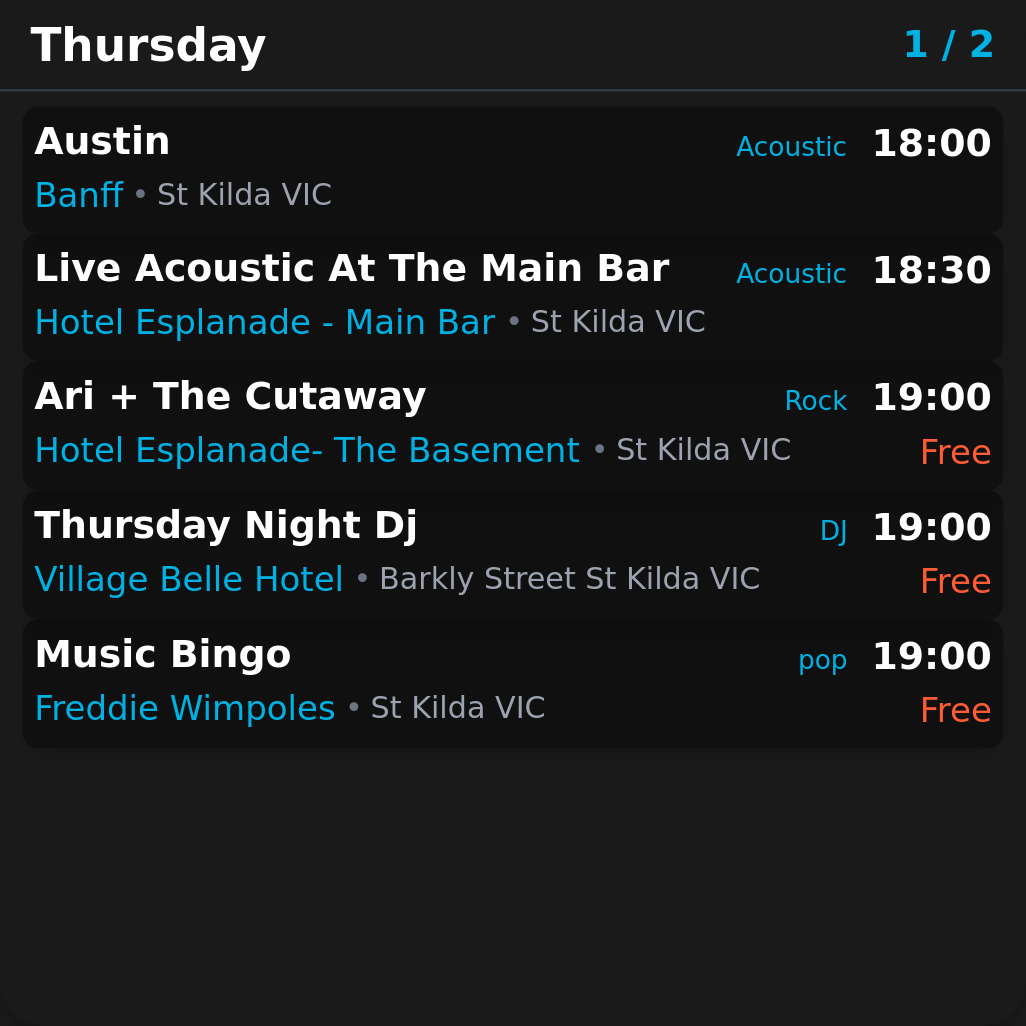 Thursday 1 / 2
Austin Acoustic 18:00
Banff • St Kilda VIC
Live Acoustic At The Main Bar Acoustic 18:30
Hotel Esplanade - Main Bar • St Kilda VIC
Ari + The Cutaway Rock 19:00
Hotel Esplanade- The Basement • St Kilda VIC Free
Thursday Night Dj DJ 19:00
Village Belle Hotel • Barkly Street St Kilda VIC Free
Music Bingo pop 19:00
Freddie Wimpoles • St Kilda VIC Free